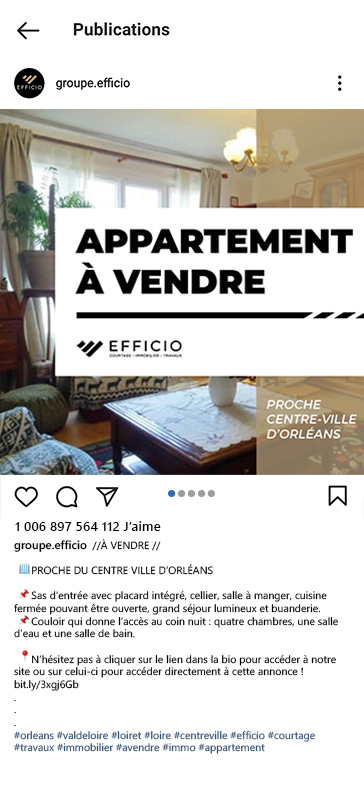 Publications
EFFICIO
groupe.efficio
APPARTEMENT
À VENDRE
EFFICIO
COURTAGE • IMMOBILIER • TRAVAUX
PROCHE
CENTRE-VILLE
D'ORLÉANS
1 006 897 564 112 J'aime
groupe.efficio //À VENDRE //
PROCHE DU CENTRE VILLE D'ORLÉANS
📌Sas d'entrée avec placard intégré, cellier, salle à manger, cuisine
fermée pouvant être ouverte, grand séjour lumineux et buanderie.
📌Couloir qui donne l'accès au coin nuit : quatre chambres, une salle
d'eau et une salle de bain.
📍N'hésitez pas à cliquer sur le lien dans la bio pour accéder à notre
site ou sur celui-ci pour accéder directement à cette annonce !
bit.ly/3xgj6Gb
.
.
.
#orleans #valdeloire #loiret #loire #centreville #efficio #courtage
#travaux #immobilier #avendre #immo #appartement